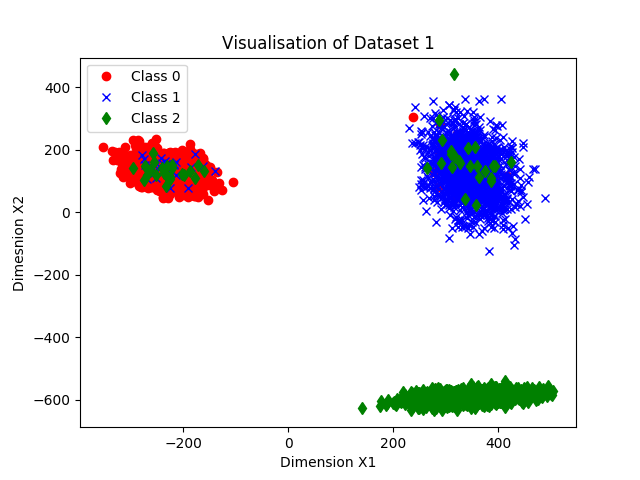 Visualisation of Dataset 1
Class 0
Class 1
Class 2
400
200
0
−200
−400
−600
Dimesnion X2
−200
0
200
400
Dimension X1